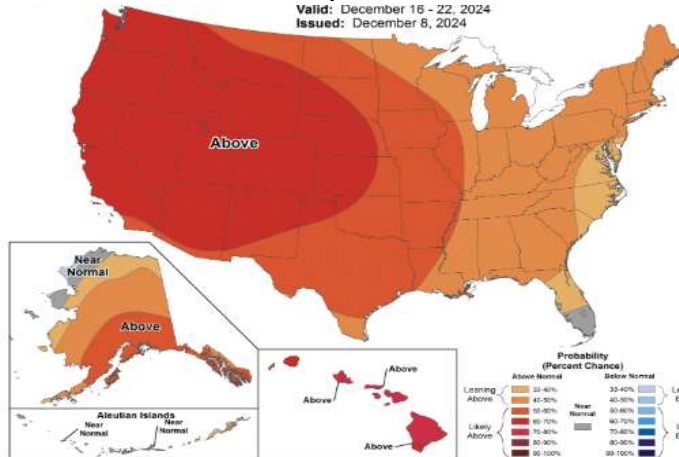 Valid: December 16 - 22, 2024
Issued: December 8, 2024
Above
Near
Normal
Above
Aleutian Islands
Near
Normal
Near
Normal
Above
Above
Above
Probability
(Percent Chance)
Above Normal
Below Normal
Leaning
Above
Likely
Above
Near
Normal
33-40%
40-50%
50-60%
60-70%
70-80%
80-90%
90-100%
33-40%
40-50%
50-60%
60-70%
70-80%
80-90%
90-100%